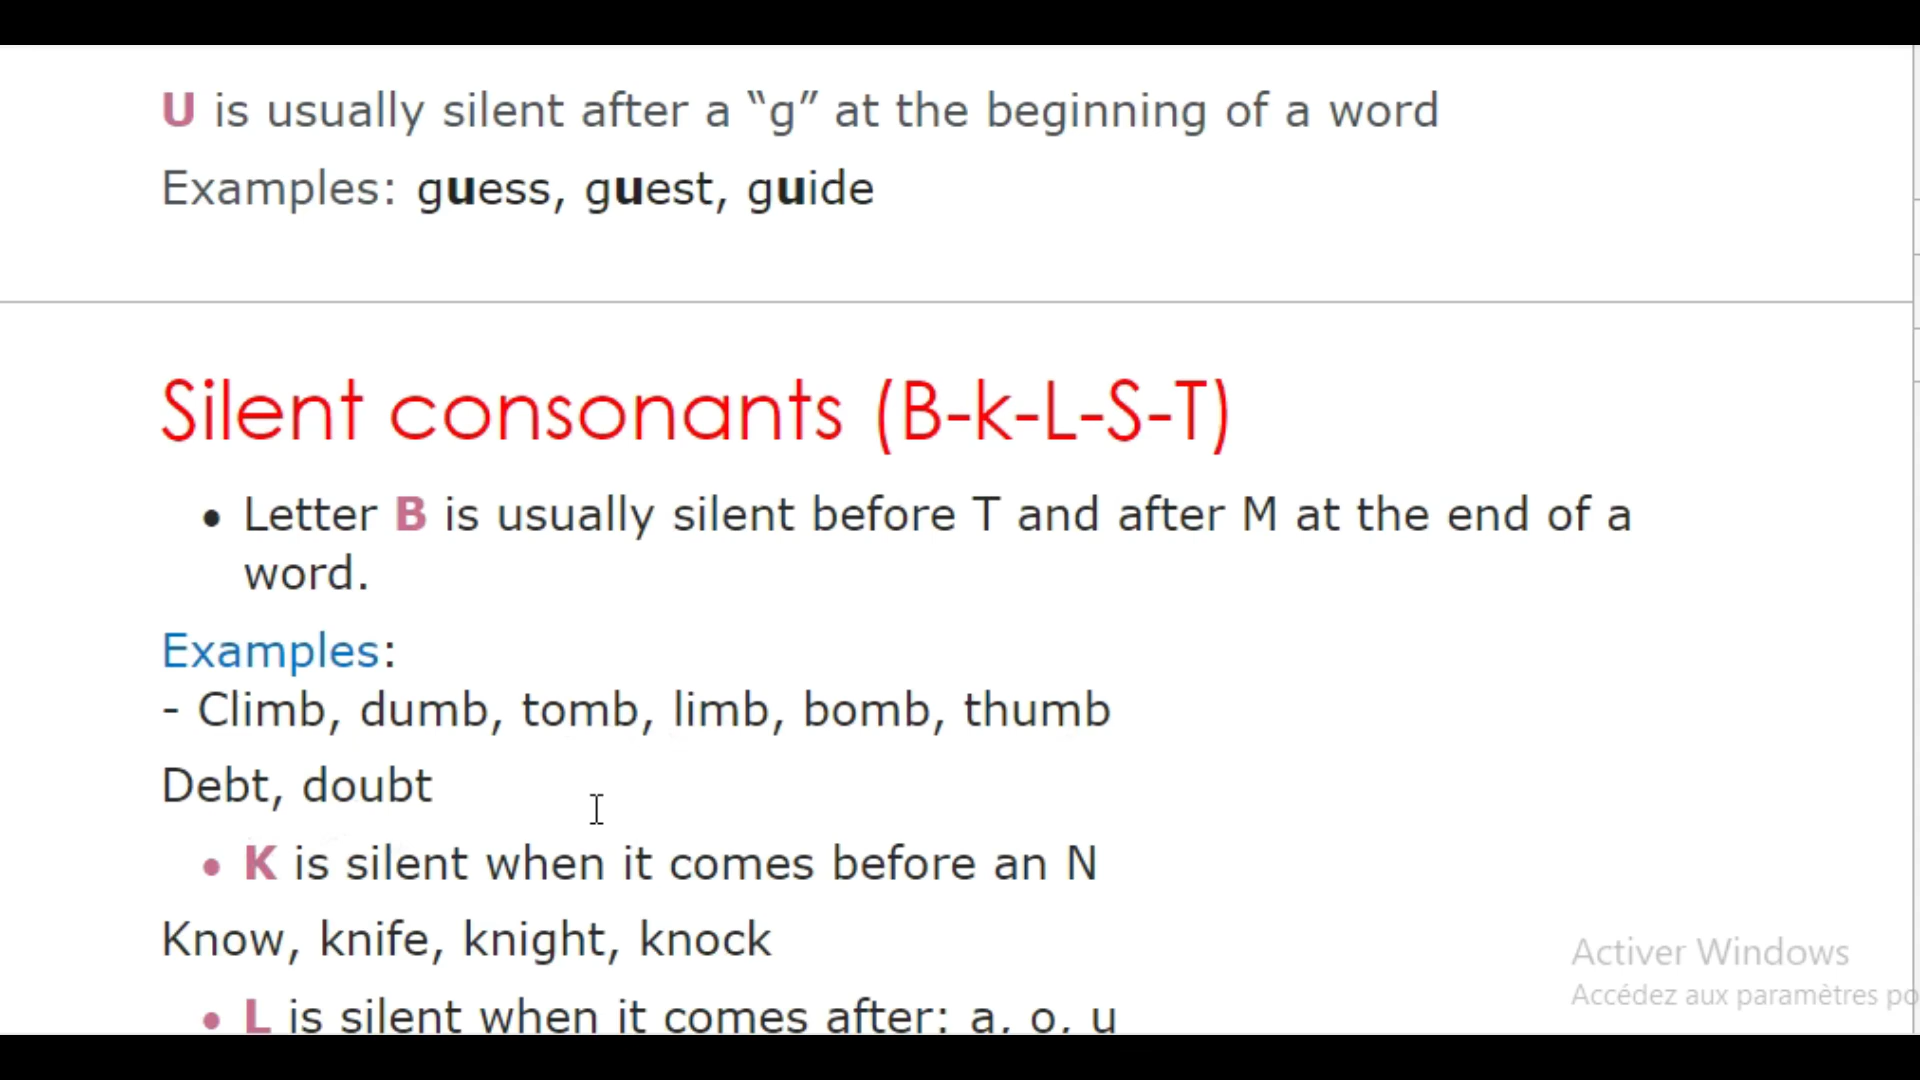 U is usually silent after a “g” at the beginning of a word
Examples: guess, guest, guide
Silent consonants (B-k-L-S-T)
• Letter B is usually silent before T and after M at the end of a
word.
Examples:
- Climb, dumb, tomb, limb, bomb, thumb
Debt, doubt
• K is silent when it comes before an N
Know, knife, knight, knock
• L is silent when it comes after: a, o, u
Activer Windows
Accédez aux paramètres po